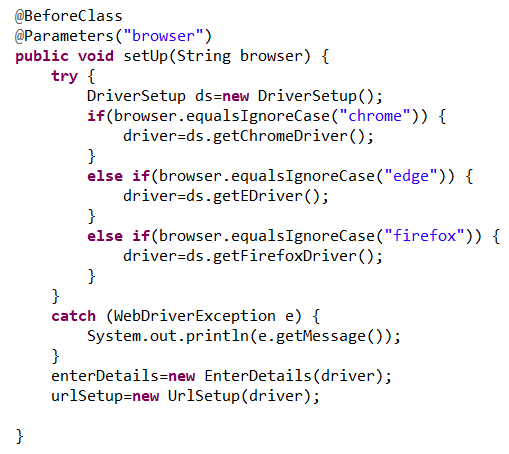 @BeforeClass
@Parameters("browser")
public void setUp(String browser) {
    try {
        DriverSetup ds=new DriverSetup();
        if(browser.equalsIgnoreCase("chrome")) {
            driver=ds.getChromeDriver();
        }
        else if(browser.equalsIgnoreCase("edge")) {
            driver=ds.getEDriver();
        }
        else if(browser.equalsIgnoreCase("firefox")) {
            driver=ds.getFirefoxDriver();
        }
    }
    catch (WebDriverException e) {
        System.out.println(e.getMessage());
    }
    enterDetails=new EnterDetails(driver);
    urlSetup=new UrlSetup(driver);

}